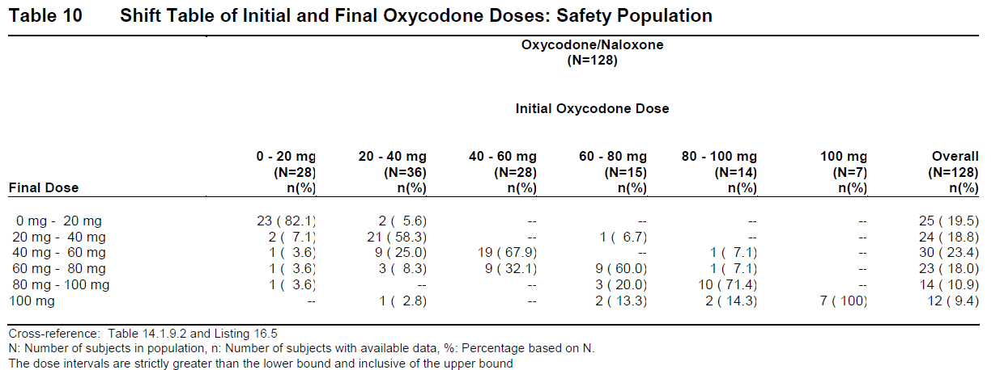 Table 10 Shift Table of Initial and Final Oxycodone Doses: Safety Population
Oxycodone/Naloxone
(N=128)
Initial Oxycodone Dose
0 - 20 mg 20 - 40 mg 40 - 60 mg 60 - 80 mg 80 - 100 mg 100 mg Overall
(N=28) (N=36) (N=28) (N=15) (N=14) (N=7) (N=128)
Final Dose n(%) n(%) n(%) n(%) n(%) n(%) n(%)
0 mg - 20 mg 23 ( 82.1) 2 ( 5.6) -- -- -- -- 25 ( 19.5)
20 mg - 40 mg 2 ( 7.1) 21 ( 58.3) -- 1 ( 6.7) -- -- 24 ( 18.8)
40 mg - 60 mg 1 ( 3.6) 9 ( 25.0) 19 ( 67.9) -- 1 ( 7.1) -- 30 ( 23.4)
60 mg - 80 mg 1 ( 3.6) 3 ( 8.3) 9 ( 32.1) 9 ( 60.0) 1 ( 7.1) -- 23 ( 18.0)
80 mg - 100 mg 1 ( 3.6) -- -- 3 ( 20.0) 10 ( 71.4) -- 14 ( 10.9)
100 mg -- 1 ( 2.8) -- 2 ( 13.3) 2 ( 14.3) 7 ( 100) 12 ( 9.4)
Cross-reference: Table 14.1.9.2 and Listing 16.5
N: Number of subjects in population, n: Number of subjects with available data, %: Percentage based on N.
The dose intervals are strictly greater than the lower bound and inclusive of the upper bound